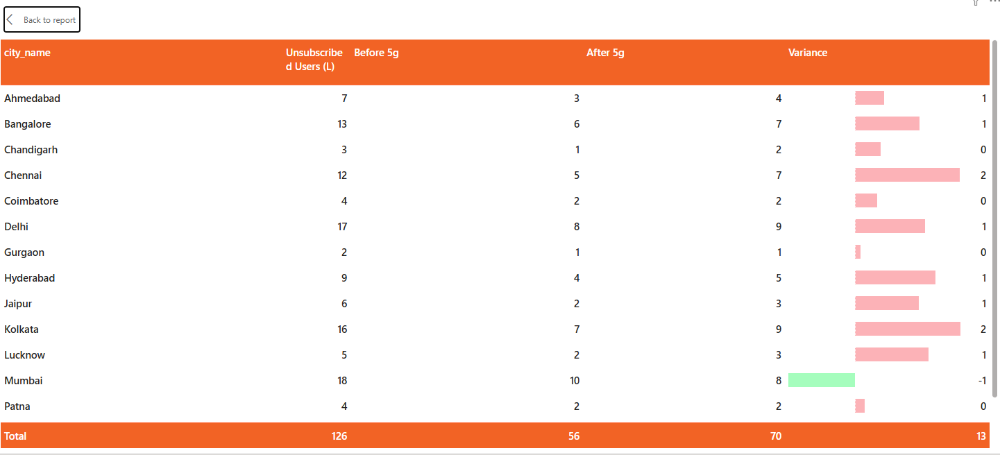 Back to report
city_name Unsubscribe Before 5g After 5g Variance
d Users (L)
Ahmedabad 7 3 4 1
Bangalore 13 6 7 1
Chandigarh 3 1 2 0
Chennai 12 5 7 2
Coimbatore 4 2 2 0
Delhi 17 8 9 1
Gurgaon 2 1 1 0
Hyderabad 9 4 5 1
Jaipur 6 2 3 1
Kolkata 16 7 9 2
Lucknow 5 2 3 1
Mumbai 18 10 8 -1
Patna 4 2 2 0
Total 126 56 70 13